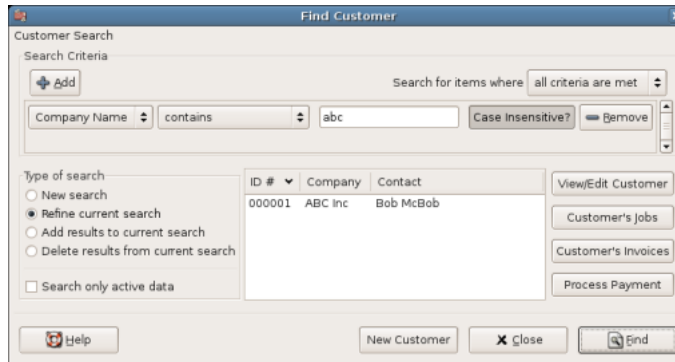 Find Customer
Customer Search
Search Criteria
Add
Search for items where all criteria are met
Company Name contains abc Case Insensitive? Remove
Type of search
New search
Refine current search
Add results to current search
Delete results from current search
Search only active data
ID # Company Contact
000001 ABC Inc Bob McBob
View/Edit Customer
Customer's Jobs
Customer's Invoices
Process Payment
Help New Customer Close Find